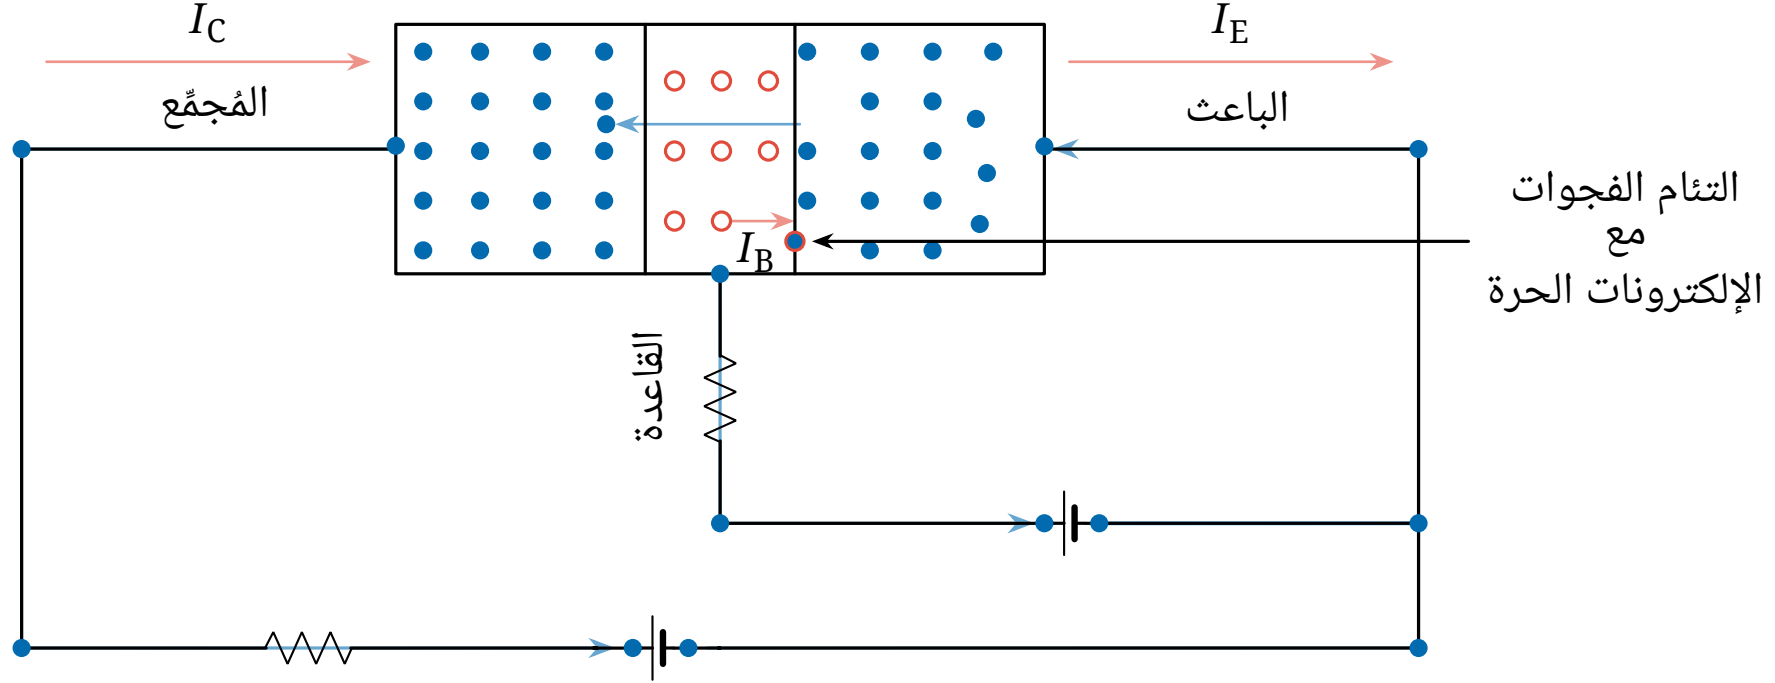 I_C
I_E
المُجمِّع
الباعث
التئام الفجوات
مع
الإلكترونات الحرة
I_B
القاعدة